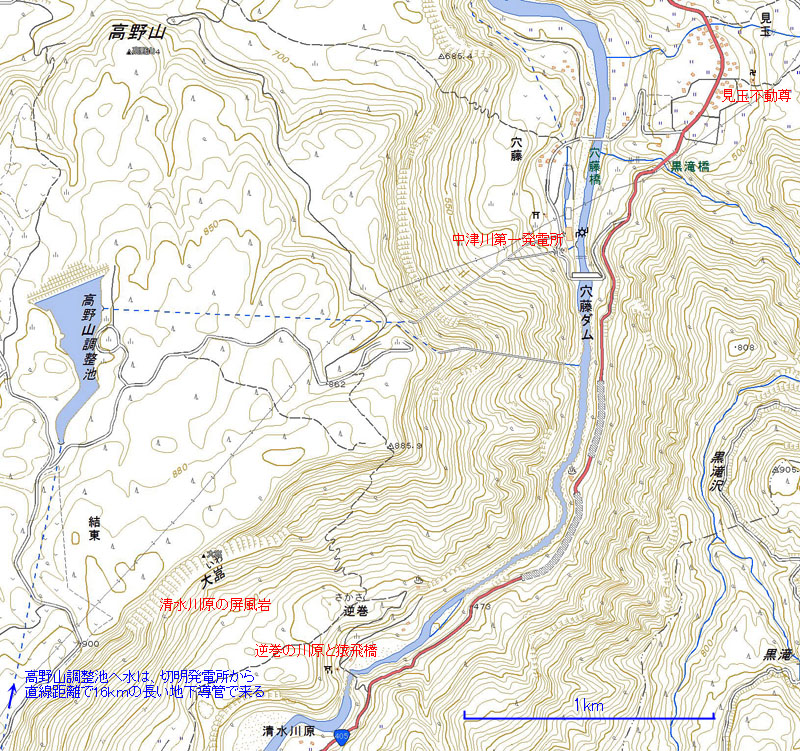 高野山
見玉
700
685.4
見玉不動尊
穴藤
穴藤橋
黒滝橋
500
550
850
中津川第一発電所
高野山調整池
穴藤ダム
808
862
885.9
880
黒滝沢
905
結東
大嵓
清水川原の屏風岩
さかさ
逆巻
473
900
逆巻の川原と猿飛橋
黒滝
高野山調整池へ水は、切明発電所から
直線距離で16kmの長い地下導管で来る
1km
清水川原
405